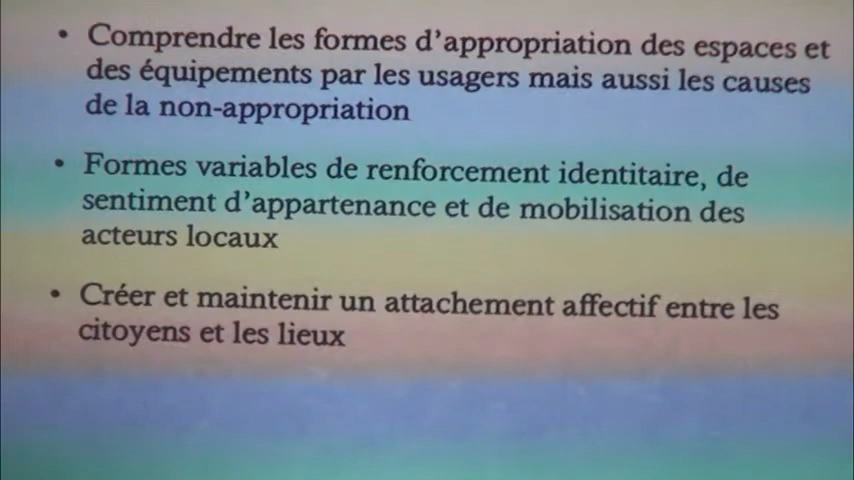 • Comprendre les formes d'appropriation des espaces et
des équipements par les usagers mais aussi les causes
de la non-appropriation
• Formes variables de renforcement identitaire, de
sentiment d'appartenance et de mobilisation des
acteurs locaux
• Créer et maintenir un attachement affectif entre les
citoyens et les lieux